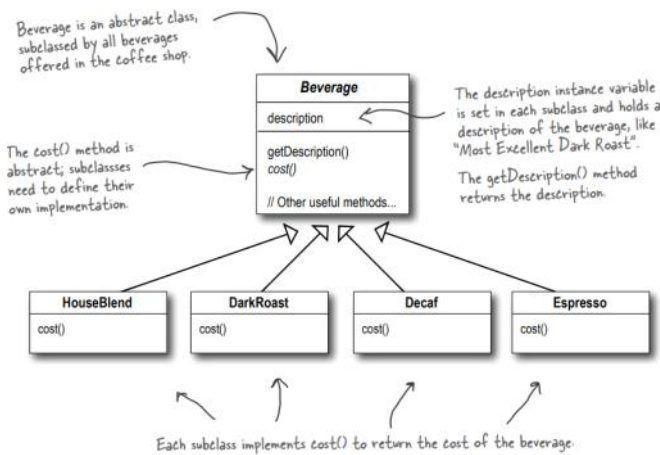 Beverage is an abstract class,
subclassed by all beverages
offered in the coffee shop.
Beverage
description
getDescription()
cost()
// Other useful methods...
The description instance variable
is set in each subclass and holds a
description of the beverage, like
“Most Excellent Dark Roast”.
The getDescription() method
returns the description.
The cost() method is
abstract; subclassses
need to define their
own implementation.
HouseBlend
cost()
DarkRoast
cost()
Decaf
cost()
Espresso
cost()
Each subclass implements cost() to return the cost of the beverage.